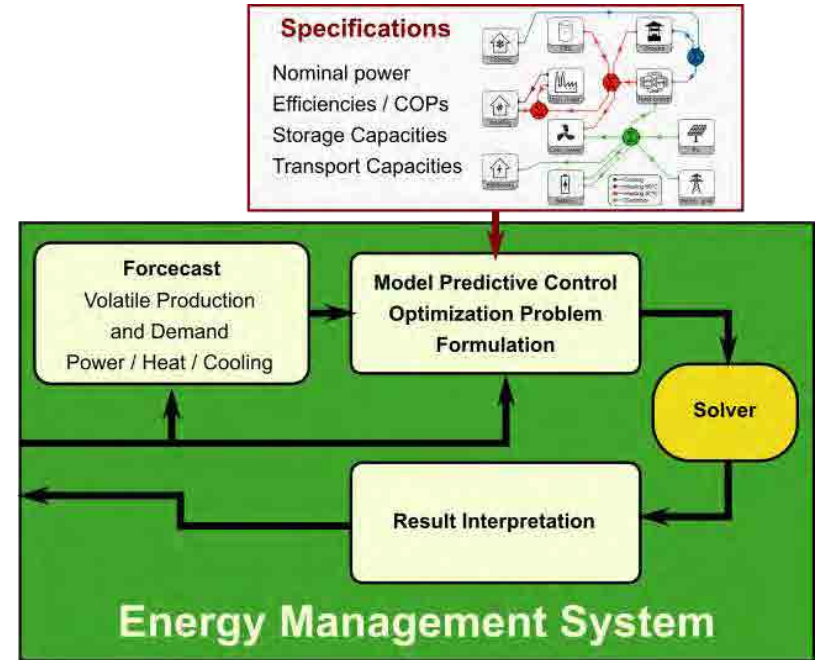 Specifications
Nominal power
Efficiencies / COPs
Storage Capacities
Transport Capacities
Forcecast
Volatile Production
and Demand
Power / Heat / Cooling
Model Predictive Control
Optimization Problem
Formulation
Solver
Result Interpretation
Energy Management System